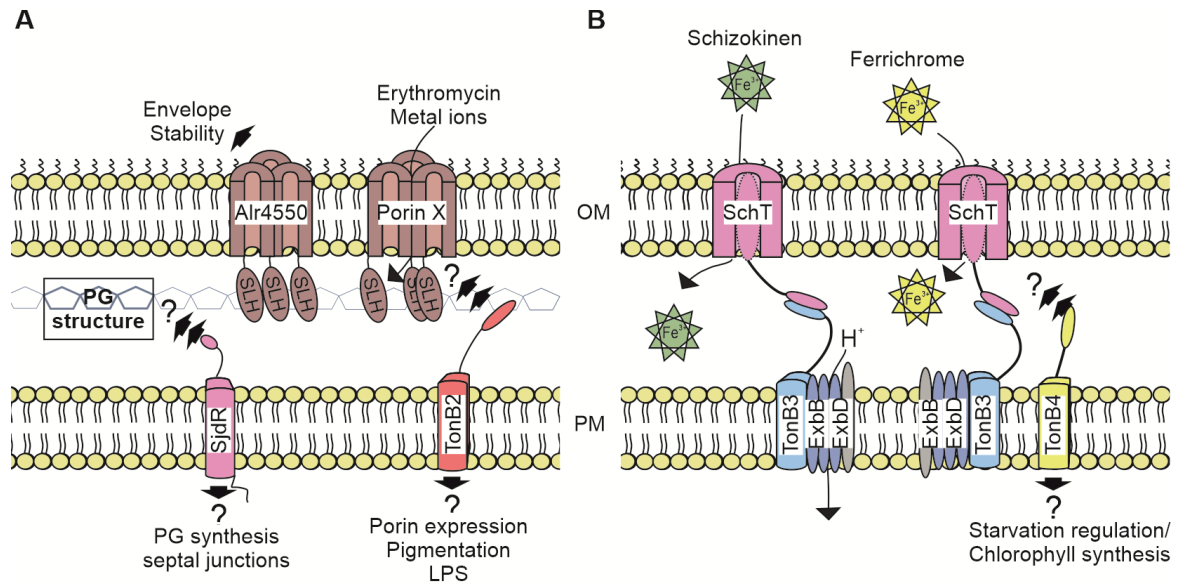 A
Envelope
Stability
Erythromycin
Metal ions
Alr4550
Porin X
SLH
SLH
SLH
SLH
SLH
SLH
?
PG
structure
?
SjdR
TonB2
?
PG synthesis
septal junctions
?
Porin expression
Pigmentation
LPS
OM
PM
B
Schizokinen
Fe3+
Ferrichrome
Fe3+
SchT
SchT
Fe3+
Fe3+
?
H+
TonB3
ExbB
ExbD
ExbB
ExbD
TonB3
TonB4
?
Starvation regulation/
Chlorophyll synthesis